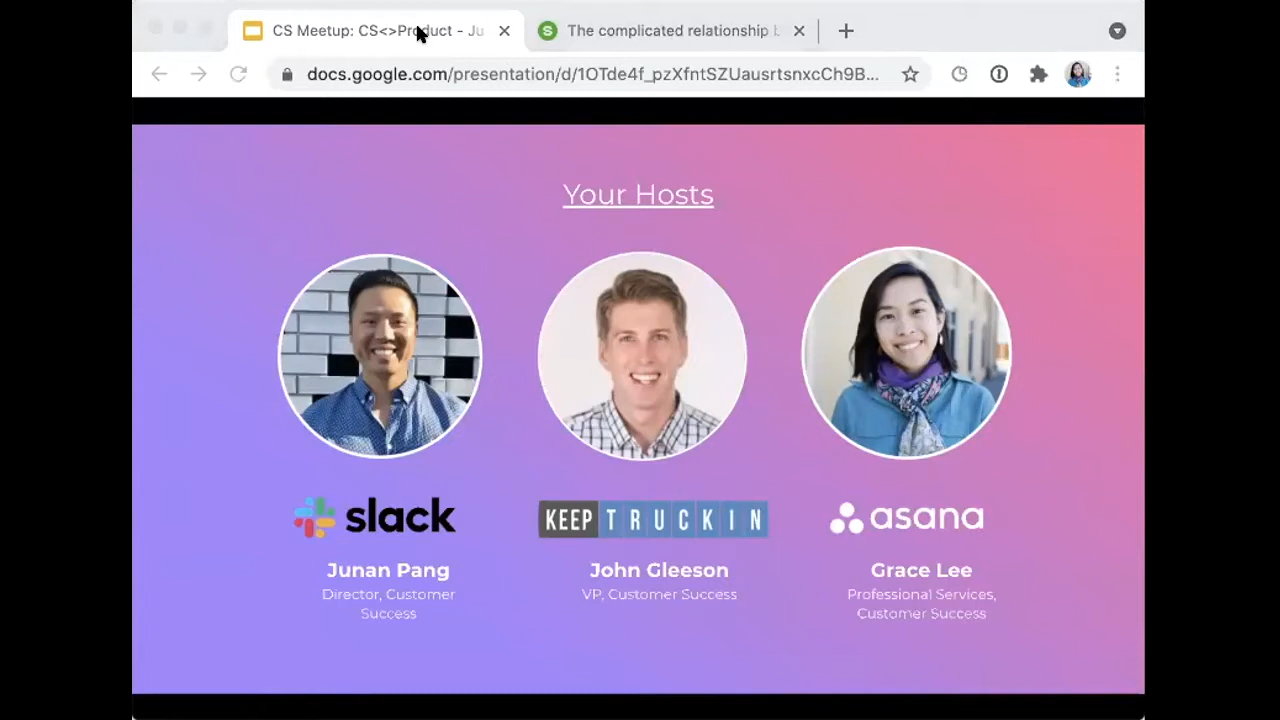 CS Meetup: CS<>Product - Ju
The complicated relationship b
docs.google.com/presentation/d/1OTde4f_pzXfntSZUausrtsnxcCh9B...
Your Hosts
slack
KEEP TRUCKIN
asana
Junan Pang
John Gleeson
Grace Lee
Director, Customer
Success
VP, Customer Success
Professional Services,
Customer Success